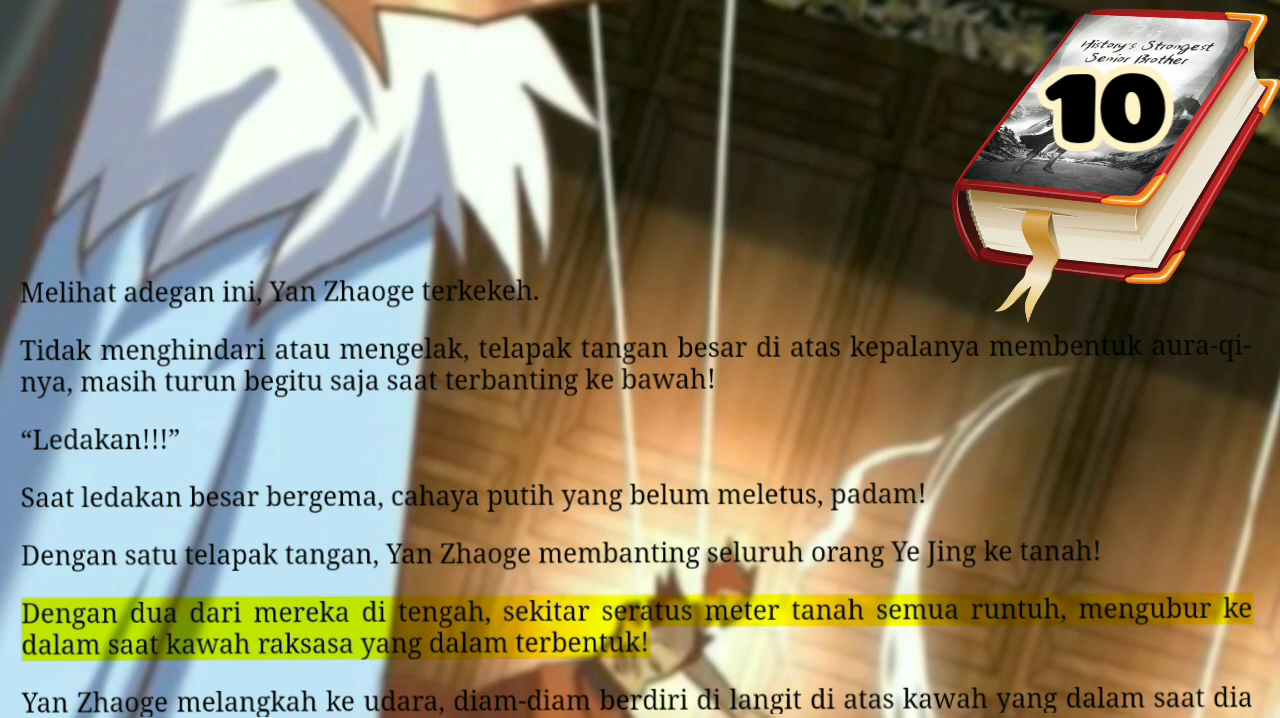 History's Strongest
Senior Brother
10
Melihat adegan ini, Yan Zhaoge terkekeh.
Tidak menghindari atau mengelak, telapak tangan besar di atas kepalanya membentuk aura-qi-
nya, masih turun begitu saja saat terbanting ke bawah!
“Ledakan!!!”
Saat ledakan besar bergema, cahaya putih yang belum meletus, padam!
Dengan satu telapak tangan, Yan Zhaoge membanting seluruh orang Ye Jing ke tanah!
Dengan dua dari mereka di tengah, sekitar seratus meter tanah semua runtuh, mengubur ke
dalam saat kawah raksasa yang dalam terbentuk!
Yan Zhaoge melangkah ke udara, diam-diam berdiri di langit di atas kawah yang dalam saat dia